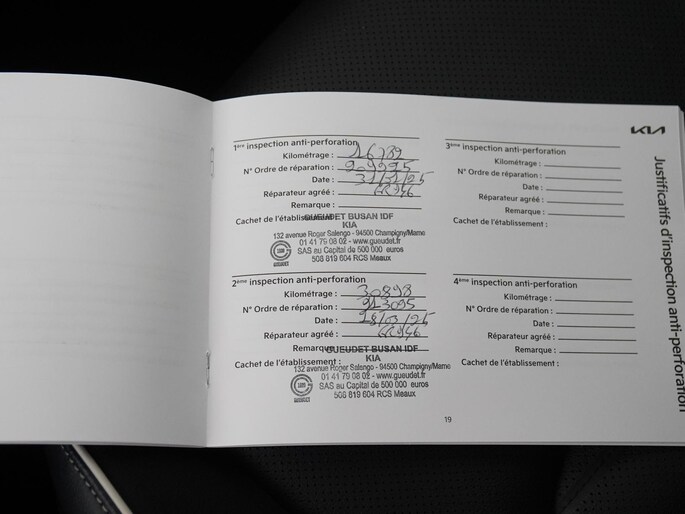 KIA
Justificatifs d'inspection anti-perforation
1ère inspection anti-perforation
Kilométrage : 16782
N° Ordre de réparation : 909995
Date :
Réparateur agréé :
Remarque :
Cachet de l'établissement :
GUEUDET BUSAN IDF
KIA
132 avenue Roger Salengo - 94500 Champigny/Marne
01 41 79 08 02 - www.gueudet.fr
SAS au Capital de 500 000 euros
508 819 604 RCS Meaux
2ème inspection anti-perforation
Kilométrage : 30898
N° Ordre de réparation : 913095
Date : 18/03/25
Réparateur agréé :
Remarque
Cachet de l'établissement :
GUEUDET BUSAN IDF
KIA
132 avenue Roger Salengo - 94500 Champigny/Marne
01 41 79 08 02 - www.gueudet.fr
SAS au Capital de 500 000 euros
508 819 604 RCS Meaux
3ème inspection anti-perforation
Kilométrage :
N° Ordre de réparation :
Date :
Réparateur agréé :
Remarque :
Cachet de l'établissement :
4ème inspection anti-perforation
Kilométrage :
N° Ordre de réparation :
Date :
Réparateur agréé :
Remarque :
Cachet de l'établissement :
19